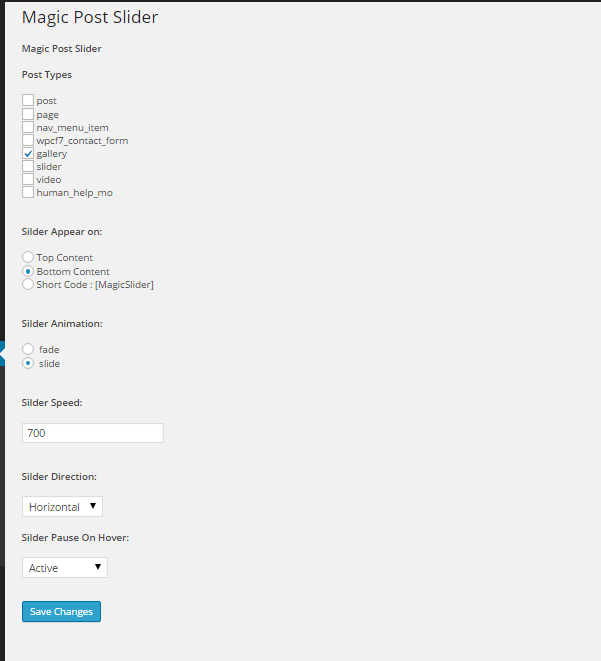 Magic Post Slider
Magic Post Slider
Post Types
post
page
nav_menu_item
wpcf7_contact_form
gallery
slider
video
human_help_mo
Silder Appear on:
Top Content
Bottom Content
Short Code : [MagicSlider]
Silder Animation:
fade
slide
Silder Speed:
700
Silder Direction:
Horizontal
Silder Pause On Hover:
Active
Save Changes